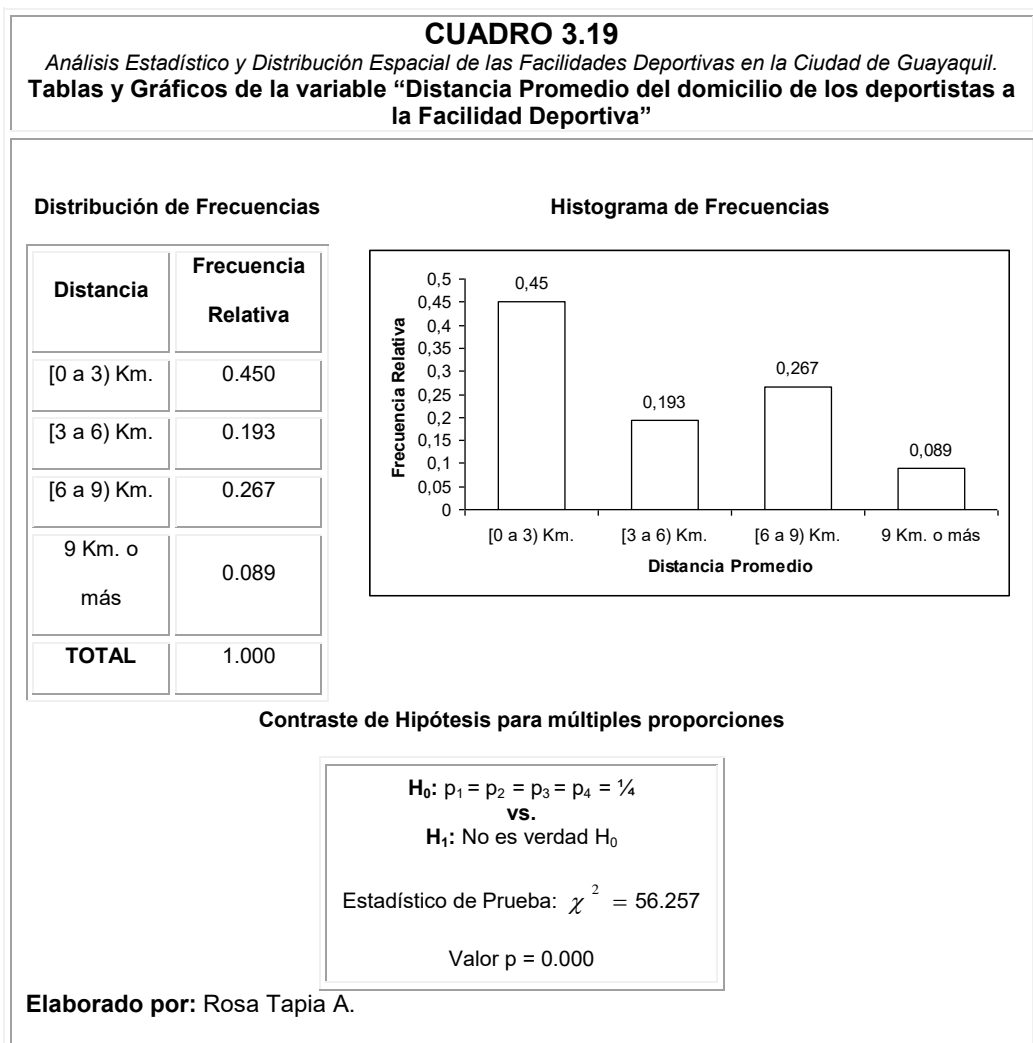 CUADRO 3.19
Análisis Estadístico y Distribución Espacial de las Facilidades Deportivas en la Ciudad de Guayaquil.
Tablas y Gráficos de la variable “Distancia Promedio del domicilio de los deportistas a
la Facilidad Deportiva”
Distribución de Frecuencias
Distancia
Frecuencia
Relativa
[0 a 3) Km. 0.450
[3 a 6) Km. 0.193
[6 a 9) Km. 0.267
9 Km. o
más
0.089
TOTAL 1.000
Histograma de Frecuencias
Frecuencia Relativa
0,5
0,45
0,4
0,35
0,3
0,25
0,2
0,15
0,1
0,05
0
0,45
0,193
0,267
0,089
[0 a 3) Km. [3 a 6) Km. [6 a 9) Km. 9 Km. o más
Distancia Promedio
Contraste de Hipótesis para múltiples proporciones
H₀: p₁ = p₂ = p₃ = p₄ = ¼
vs.
H₁: No es verdad H₀
Estadístico de Prueba: χ² = 56.257
Valor p = 0.000
Elaborado por: Rosa Tapia A.